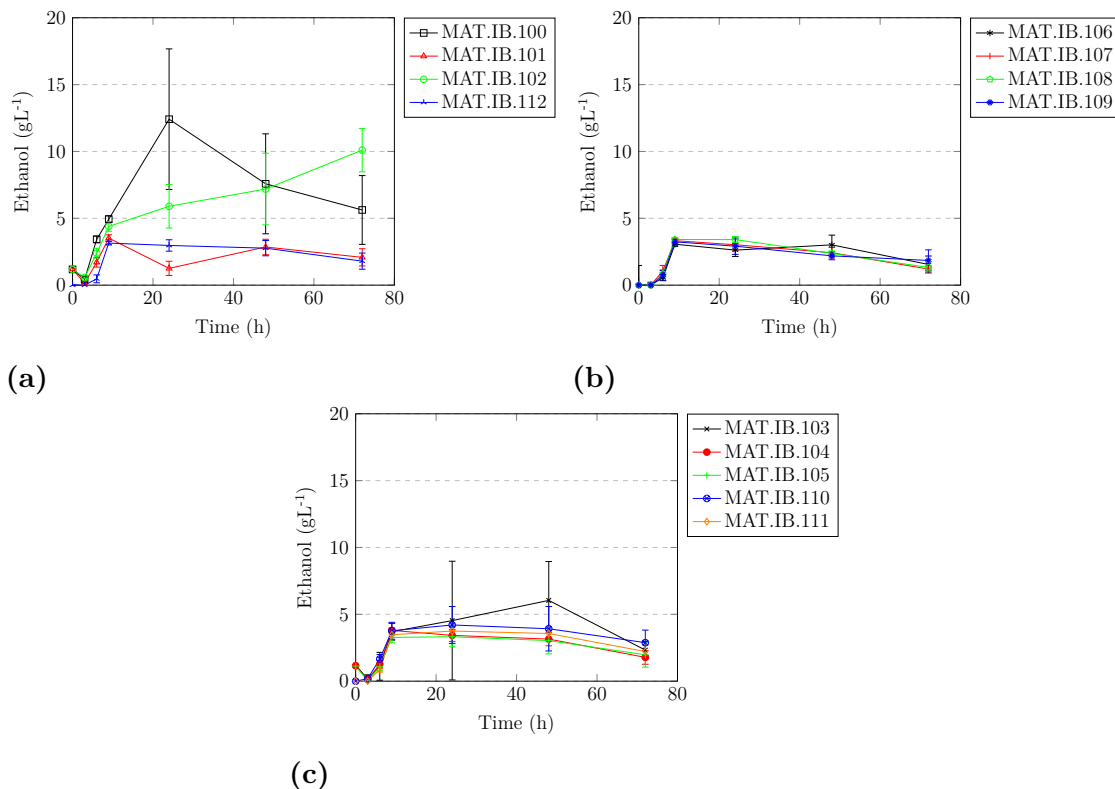 20
15
10
5
0
0 20 40 60 80
Ethanol (gL-1)
Time (h)
MAT.IB.100
MAT.IB.101
MAT.IB.102
MAT.IB.112
(a)
20
15
10
5
0
0 20 40 60 80
Ethanol (gL-1)
Time (h)
MAT.IB.106
MAT.IB.107
MAT.IB.108
MAT.IB.109
(b)
20
15
10
5
0
0 20 40 60 80
Ethanol (gL-1)
Time (h)
MAT.IB.103
MAT.IB.104
MAT.IB.105
MAT.IB.110
MAT.IB.111
(c)